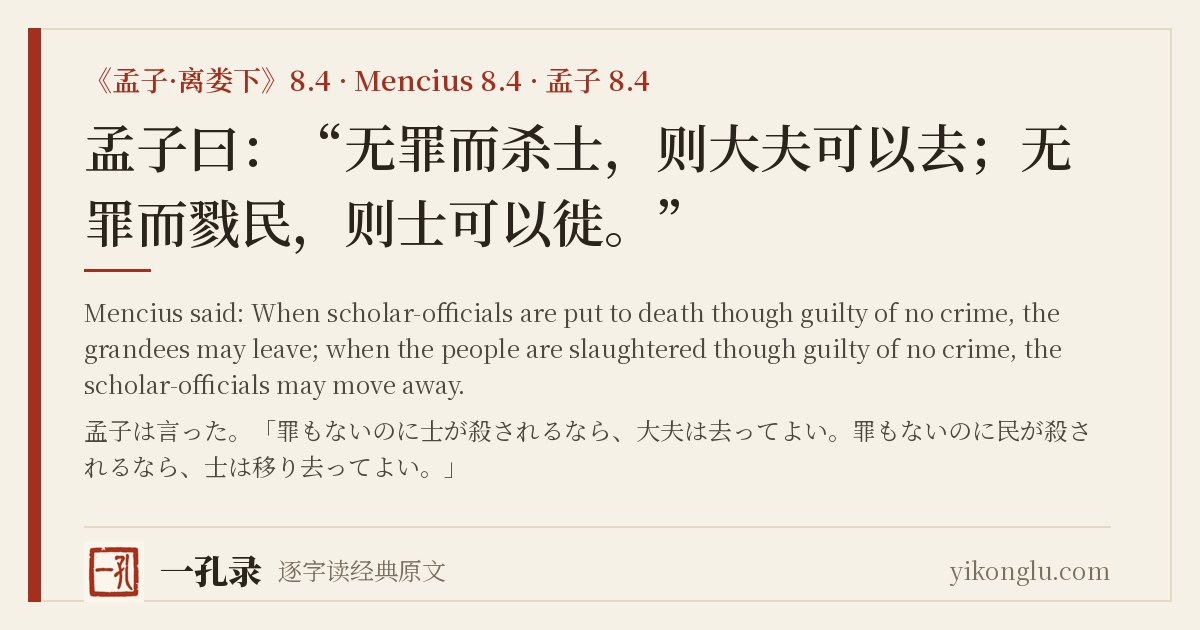 《孟子·离娄下》8.4 · Mencius 8.4 · 孟子 8.4
孟子曰：“无罪而杀士，则大夫可以去；无
罪而戮民，则士可以徙。”
Mencius said: When scholar-officials are put to death though guilty of no crime, the
grandees may leave; when the people are slaughtered though guilty of no crime, the
scholar-officials may move away.
孟子は言った。「罪もないのに士が殺されるなら、大夫は去ってよい。罪もないのに民が殺さ
れるなら、士は移り去ってよい。」
一孔
一孔录 逐字读经典原文
yikonglu.com